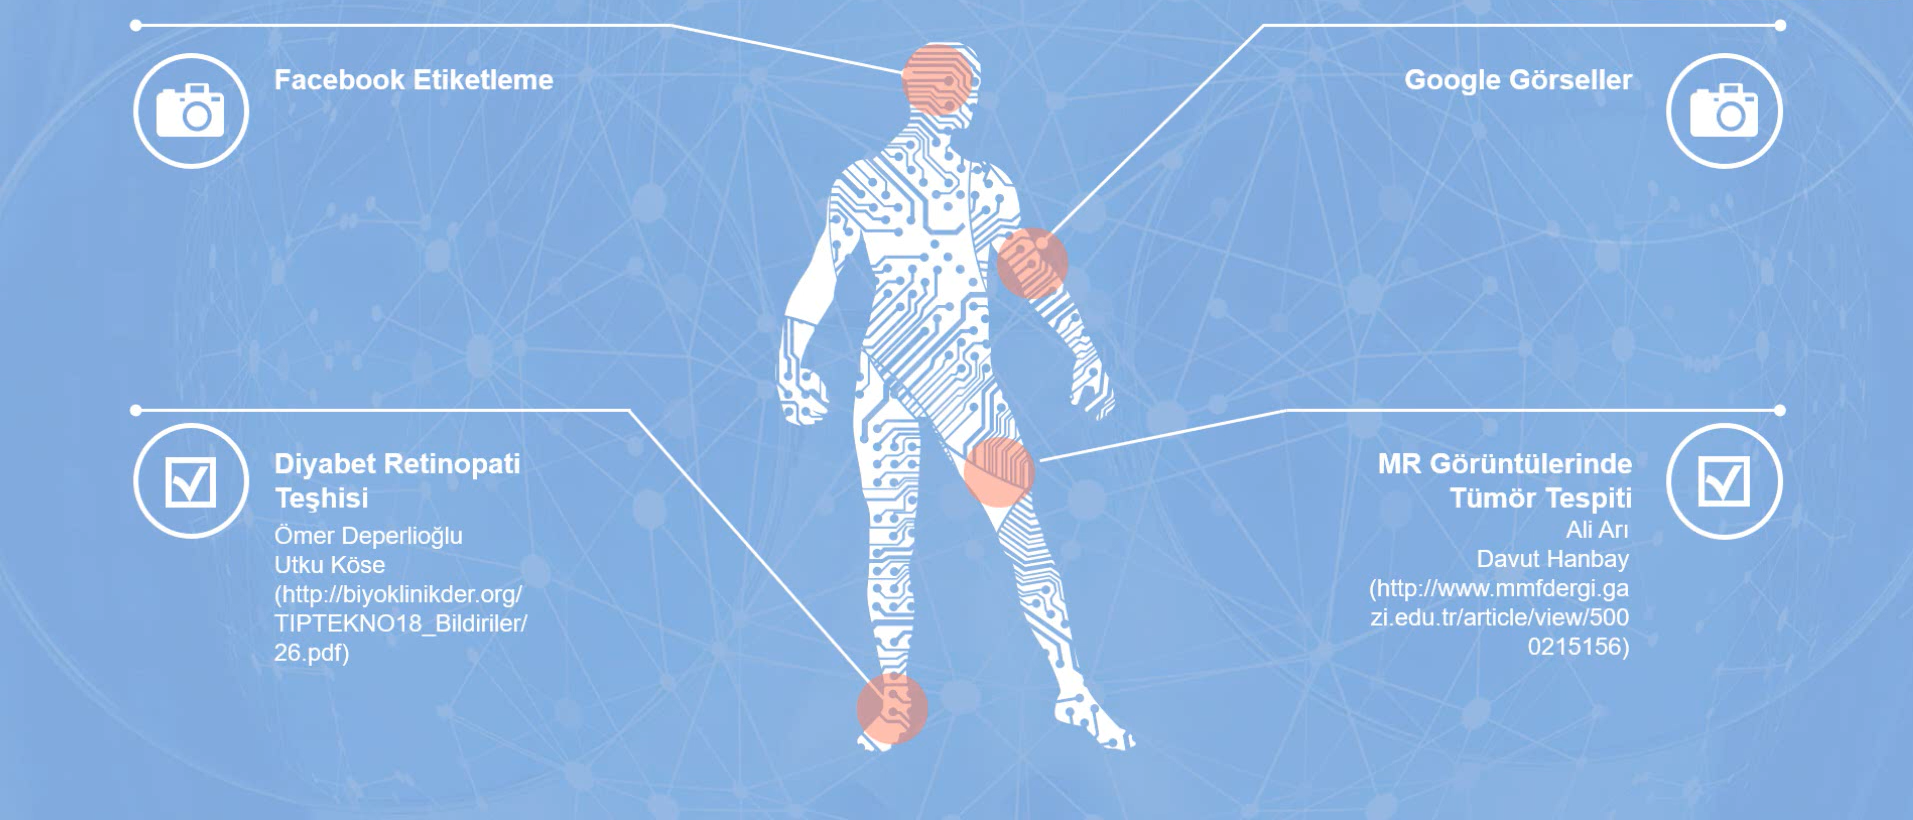 Facebook Etiketleme
Google Görseller
Diyabet Retinopati
Teşhisi
Ömer Deperlioğlu
Utku Köse
(http://biyoklinikder.org/
TIPTEKNO18_Bildiriler/
26.pdf)
MR Görüntülerinde
Tümör Tespiti
Ali Arı
Davut Hanbay
(http://www.mmfdergi.ga
zi.edu.tr/article/view/500
0215156)